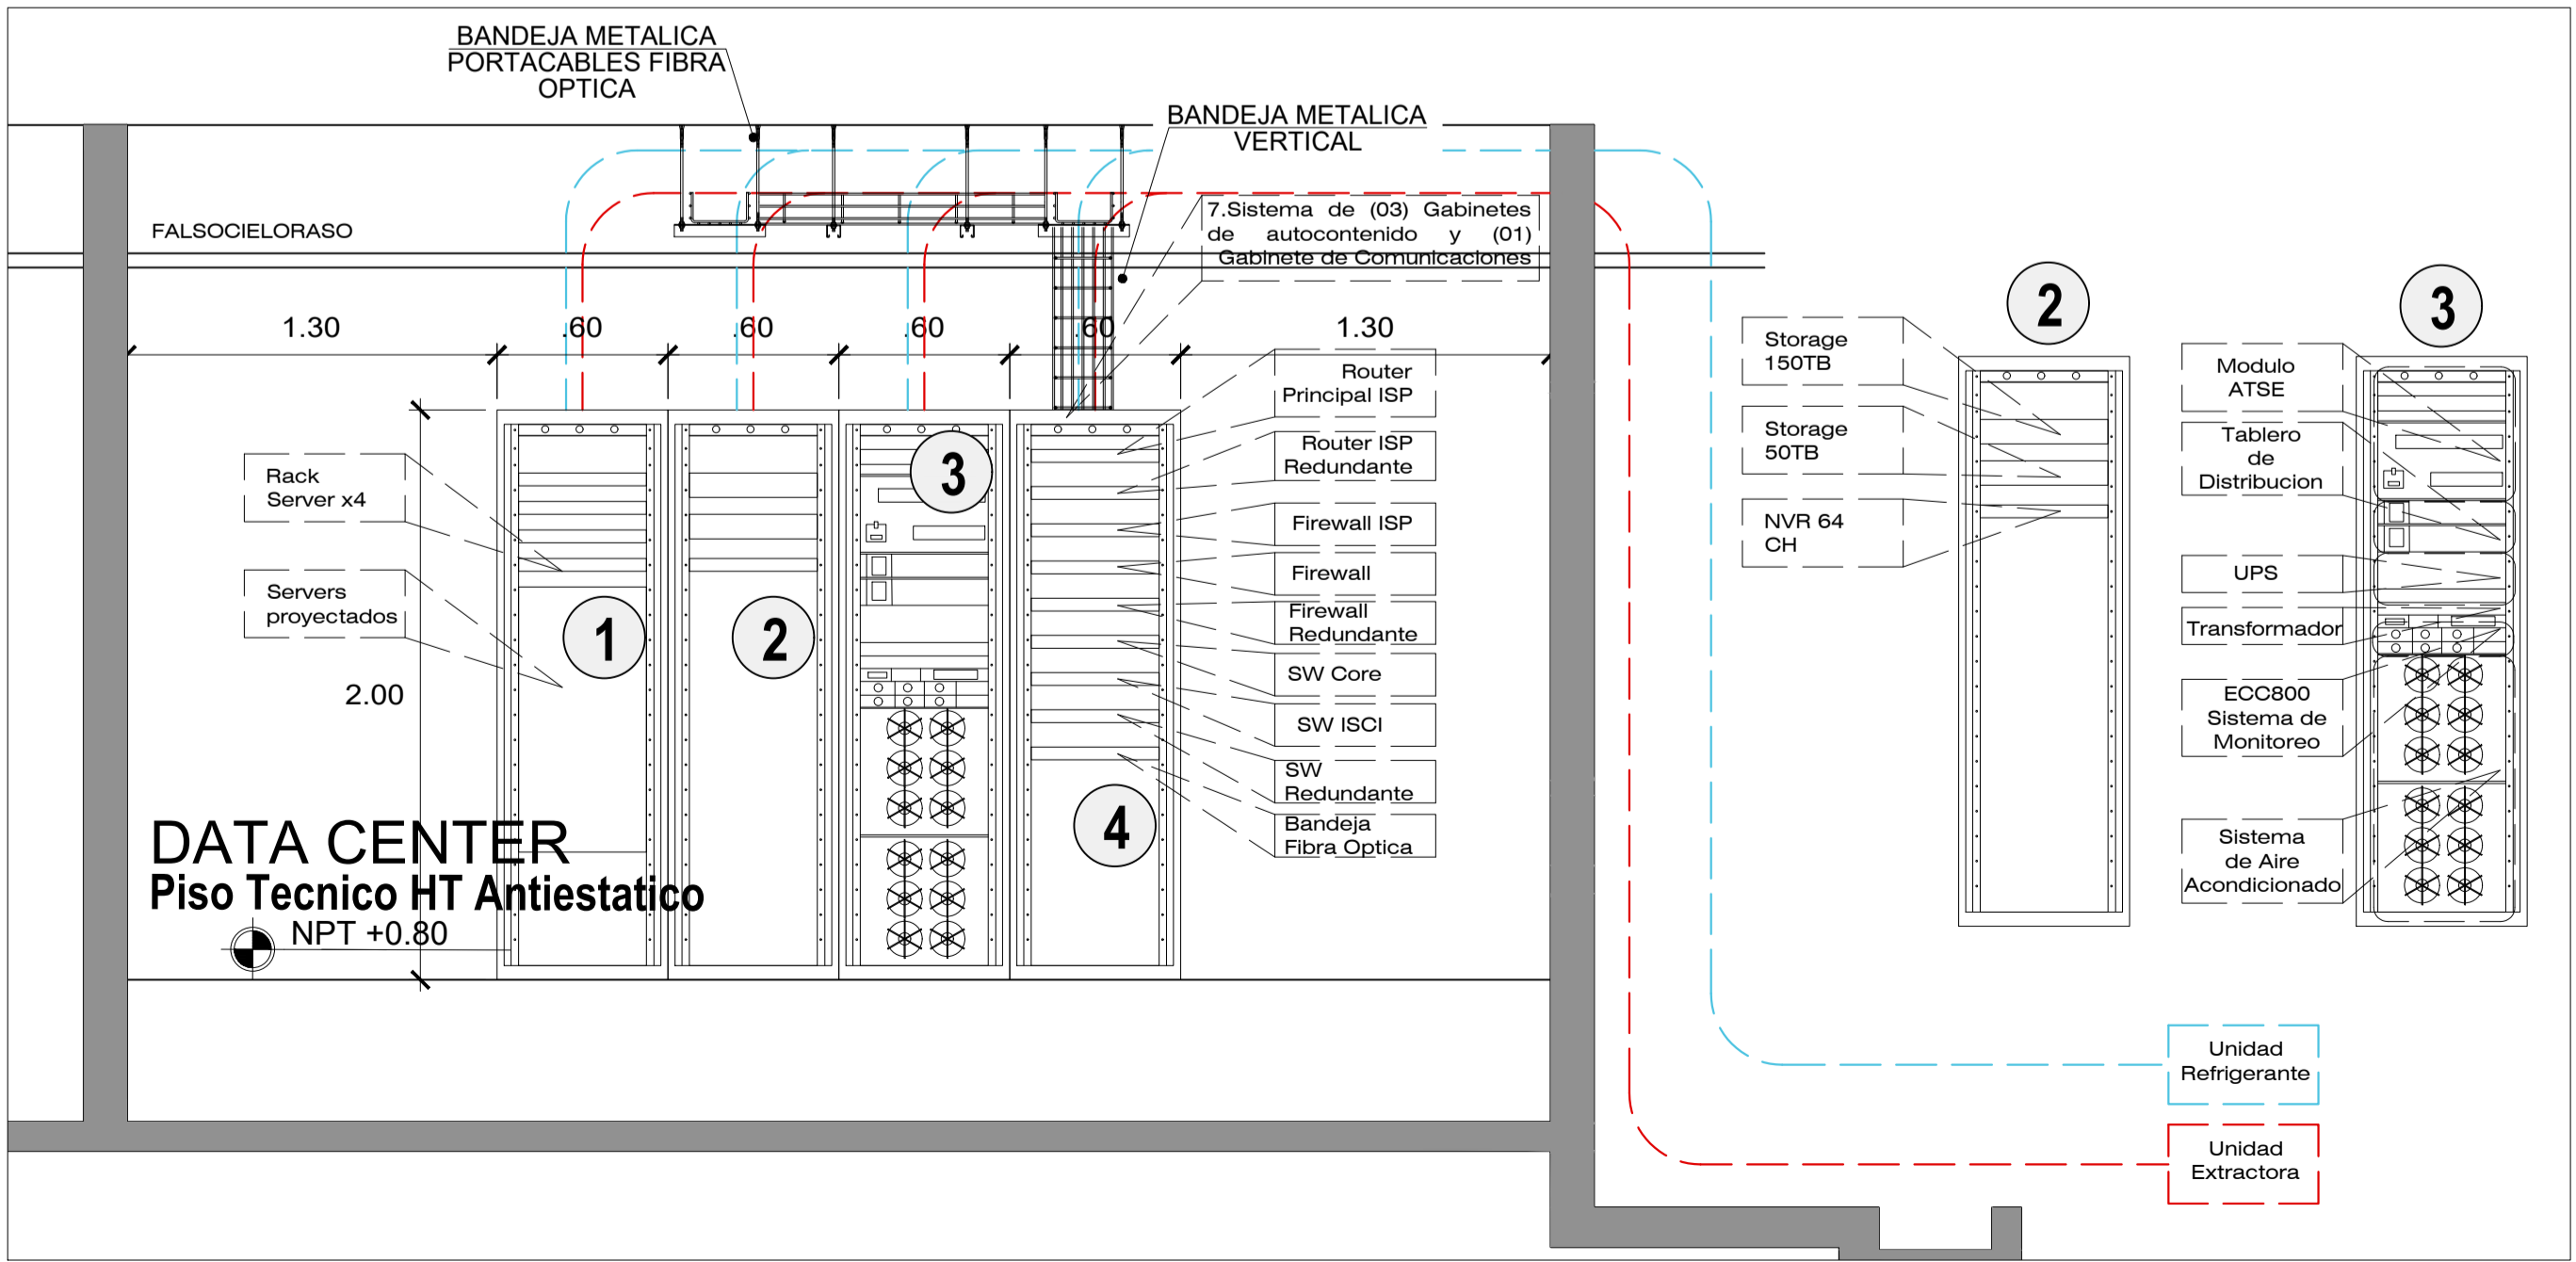 BANDEJA METALICA
PORTACABLES FIBRA
OPTICA
BANDEJA METALICA
VERTICAL
7.Sistema de (03) Gabinetes
de autocontenido y (01)
Gabinete de Comunicaciones
FALSOCIELORASO
1.30
.60
.60
.60
.60
1.30
2.00
Rack
Server x4
Servers
proyectados
1
2
3
4
Router
Principal ISP
Router ISP
Redundante
Firewall ISP
Firewall
Firewall
Redundante
SW Core
SW ISCI
SW
Redundante
Bandeja
Fibra Optica
DATA CENTER
Piso Tecnico HT Antiestatico
NPT +0.80
2
Storage
150TB
Storage
50TB
NVR 64
CH
3
Modulo
ATSE
Tablero
de
Distribucion
UPS
Transformador
ECC800
Sistema de
Monitoreo
Sistema
de Aire
Acondicionado
Unidad
Refrigerante
Unidad
Extractora